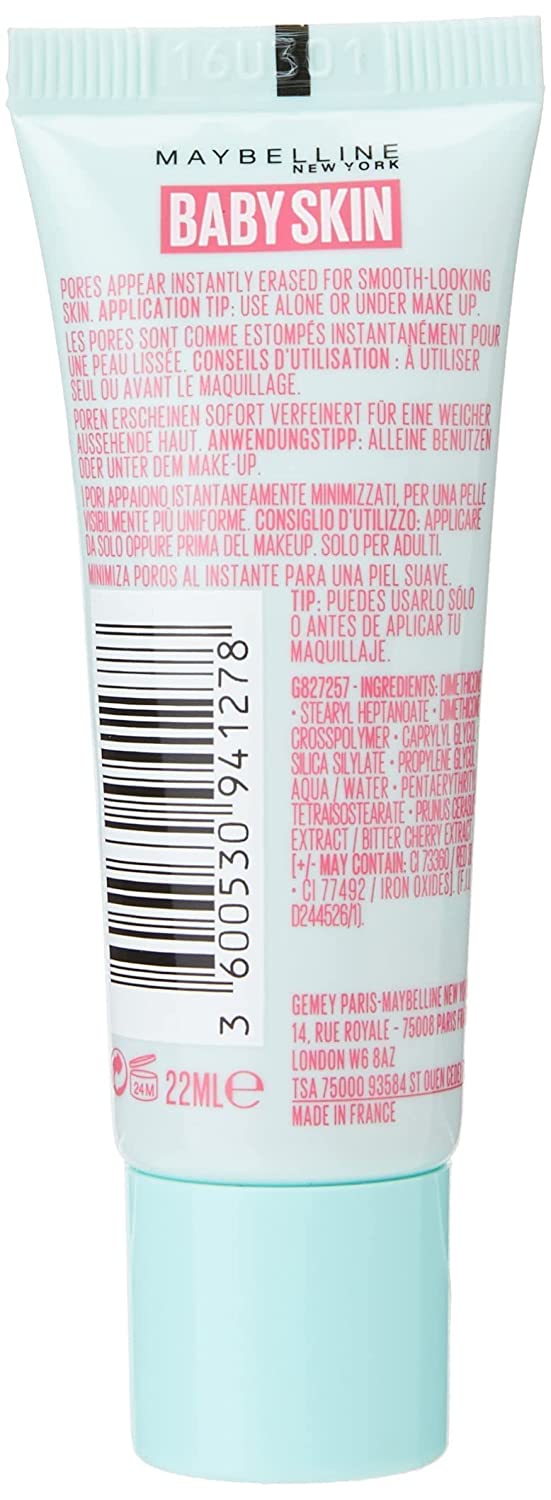 16U301
MAYBELLINE
NEW YORK
BABY SKIN
PORES APPEAR INSTANTLY ERASED FOR SMOOTH-LOOKING
SKIN. APPLICATION TIP: USE ALONE OR UNDER MAKE UP.
LES PORES SONT COMME ESTOMPÉS INSTANTANÉMENT POUR
UNE PEAU LISSÉE. CONSEILS D'UTILISATION : À UTILISER
SEUL OU AVANT LE MAQUILLAGE.
POREN ERSCHEINEN SOFORT VERFEINERT FÜR EINE WEICHER
AUSSEHENDE HAUT. ANWENDUNGSTIPP: ALLEINE BENUTZEN
ODER UNTER DEM MAKE-UP.
I PORI APPAIONO ISTANTANEAMENTE MINIMIZZATI, PER UNA PELLE
VISIBILMENTE PIÙ UNIFORME. CONSIGLIO D'UTILIZZO: APPLICARE
DA SOLO OPPURE PRIMA DEL MAKEUP. SOLO PER ADULTI.
MINIMIZA POROS AL INSTANTE PARA UNA PIEL SUAVE.
TIP: PUEDES USARLO SÓLO
O ANTES DE APLICAR TU
MAQUILLAJE.
G827257 - INGREDIENTS: DIMETHICONE
• STEARYL HEPTANOATE • DIMETHICONE
CROSSPOLYMER • CAPRYLYL GLYCOL
SILICA SILYLATE • PROPYLENE GLYCOL
AQUA / WATER • PENTAERYTHRITYL
TETRAISOSTEARATE • PRUNUS CERASUS
EXTRACT / BITTER CHERRY EXTRACT
[+/- MAY CONTAIN: CI 73360 / RED
• CI 77492 / IRON OXIDES]. (F.I.L.
D244526/1).
3 600530 941278
GEMEY PARIS-MAYBELLINE NEW
14, RUE ROYALE - 75008 PARIS
LONDON W6 8AZ
TSA 75000 93584 ST OUEN CEDEX
MADE IN FRANCE
24M
22ML e